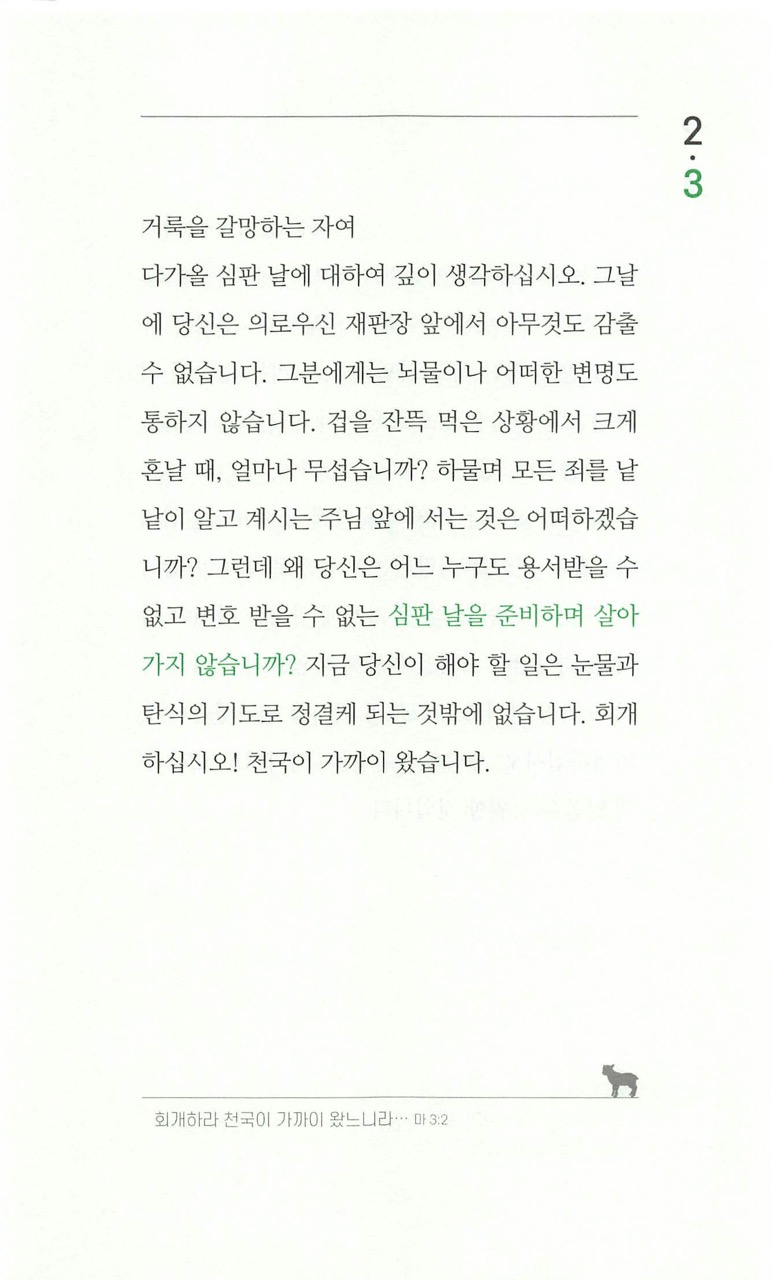 2
·
3
거룩을 갈망하는 자여
다가올 심판 날에 대하여 깊이 생각하십시오. 그날
에 당신은 의로우신 재판장 앞에서 아무것도 감출
수 없습니다. 그분에게는 뇌물이나 어떠한 변명도
통하지 않습니다. 겁을 잔뜩 먹은 상황에서 크게
혼날 때, 얼마나 무섭습니까? 하물며 모든 죄를 낱
낱이 알고 계시는 주님 앞에 서는 것은 어떠하겠습
니까? 그런데 왜 당신은 어느 누구도 용서받을 수
없고 변호 받을 수 없는 심판 날을 준비하며 살아
가지 않습니까? 지금 당신이 해야 할 일은 눈물과
탄식의 기도로 정결케 되는 것밖에 없습니다. 회개
하십시오! 천국이 가까이 왔습니다.
회개하라 천국이 가까이 왔느니라… 마 3:2